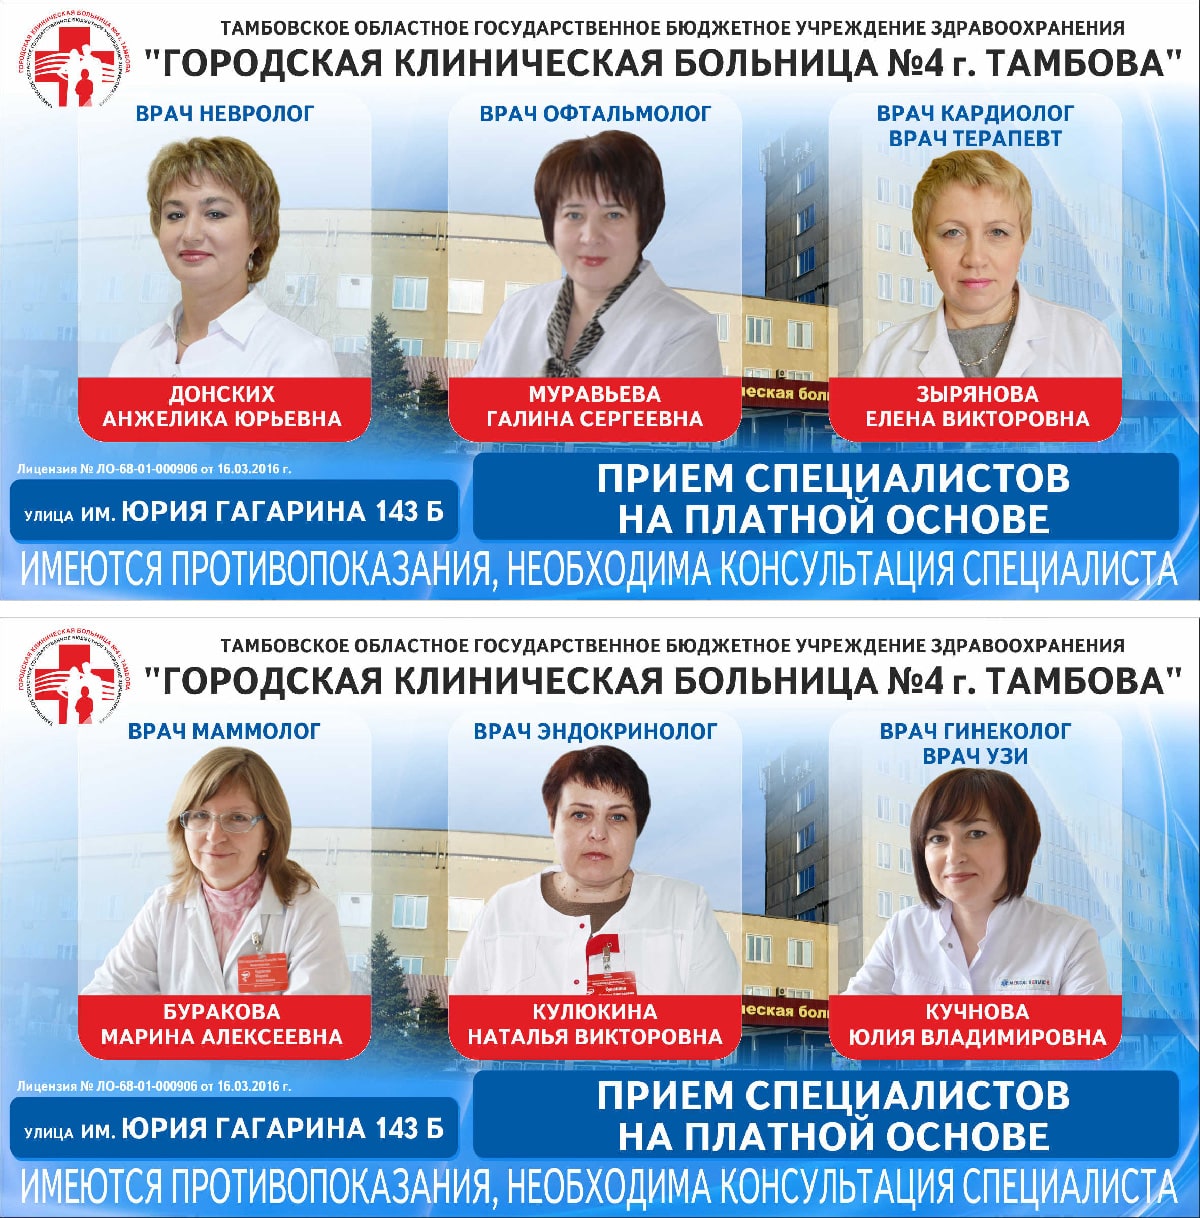 ТАМБОВСКОЕ ОБЛАСТНОЕ ГОСУДАРСТВЕННОЕ БЮДЖЕТНОЕ УЧРЕЖДЕНИЕ ЗДРАВООХРАНЕНИЯ
"ГОРОДСКАЯ КЛИНИЧЕСКАЯ БОЛЬНИЦА №4 г. ТАМБОВА"
ВРАЧ НЕВРОЛОГ
ВРАЧ ОФТАЛЬМОЛОГ
ВРАЧ КАРДИОЛОГ
ВРАЧ ТЕРАПЕВТ
ДОНСКИХ
АНЖЕЛИКА ЮРЬЕВНА
МУРАВЬЕВА
ГАЛИНА СЕРГЕЕВНА
ЗЫРЯНОВА
ЕЛЕНА ВИКТОРОВНА
Лицензия № ЛО-68-01-000906 от 16.03.2016 г.
УЛИЦА ИМ. ЮРИЯ ГАГАРИНА 143 Б
ПРИЕМ СПЕЦИАЛИСТОВ
НА ПЛАТНОЙ ОСНОВЕ
ИМЕЮТСЯ ПРОТИВОПОКАЗАНИЯ, НЕОБХОДИМА КОНСУЛЬТАЦИЯ СПЕЦИАЛИСТА
ТАМБОВСКОЕ ОБЛАСТНОЕ ГОСУДАРСТВЕННОЕ БЮДЖЕТНОЕ УЧРЕЖДЕНИЕ ЗДРАВООХРАНЕНИЯ
"ГОРОДСКАЯ КЛИНИЧЕСКАЯ БОЛЬНИЦА №4 г. ТАМБОВА"
ВРАЧ МАММОЛОГ
ВРАЧ ЭНДОКРИНОЛОГ
ВРАЧ ГИНЕКОЛОГ
ВРАЧ УЗИ
БУРАКОВА
МАРИНА АЛЕКСЕЕВНА
КУЛЮКИНА
НАТАЛЬЯ ВИКТОРОВНА
КУЧНОВА
ЮЛИЯ ВЛАДИМИРОВНА
Лицензия № ЛО-68-01-000906 от 16.03.2016 г.
УЛИЦА ИМ. ЮРИЯ ГАГАРИНА 143 Б
ПРИЕМ СПЕЦИАЛИСТОВ
НА ПЛАТНОЙ ОСНОВЕ
ИМЕЮТСЯ ПРОТИВОПОКАЗАНИЯ, НЕОБХОДИМА КОНСУЛЬТАЦИЯ СПЕЦИАЛИСТА